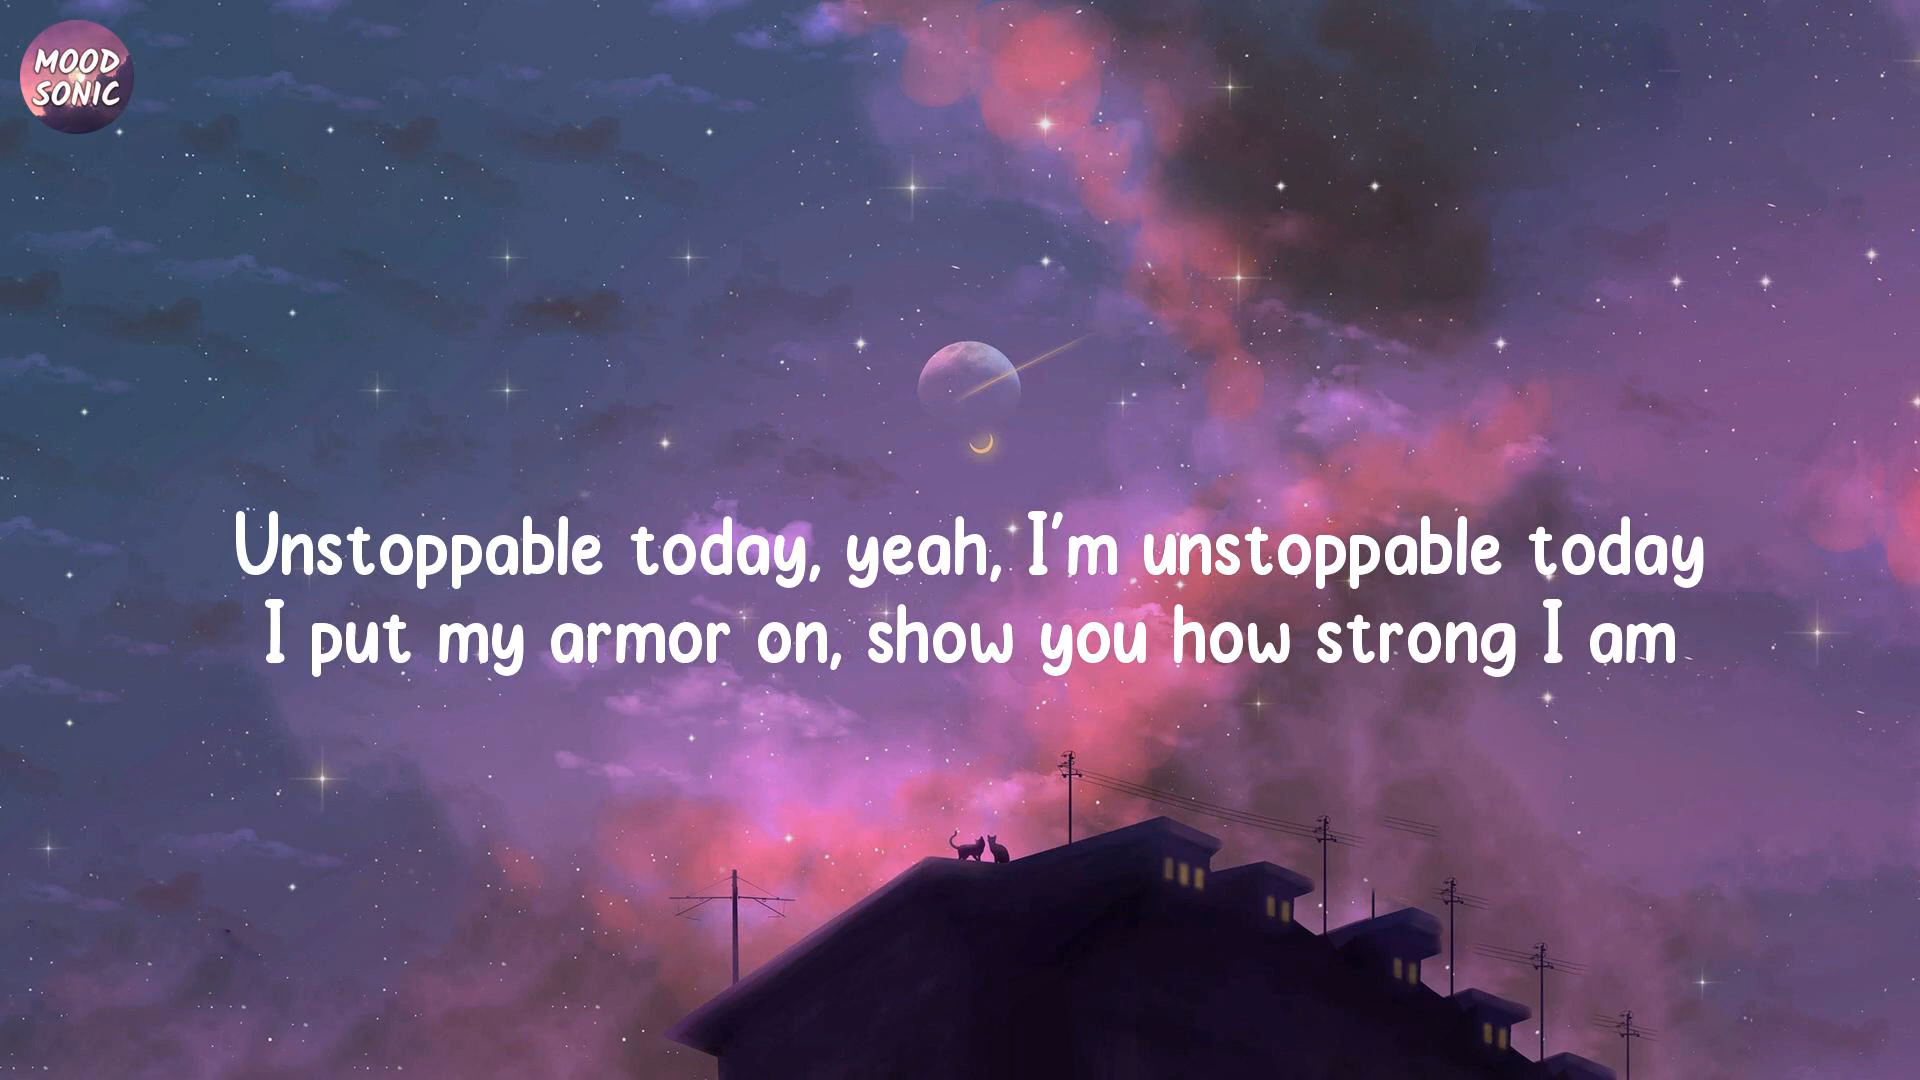 MOOD
SONIC
Unstoppable today, yeah, I'm unstoppable today
I put my armor on, show you how strong I am